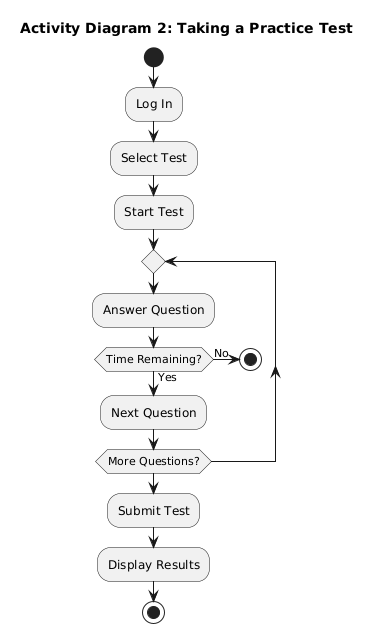 Activity Diagram 2: Taking a Practice Test
Log In
Select Test
Start Test
Answer Question
Time Remaining?
No
Yes
Next Question
More Questions?
Submit Test
Display Results